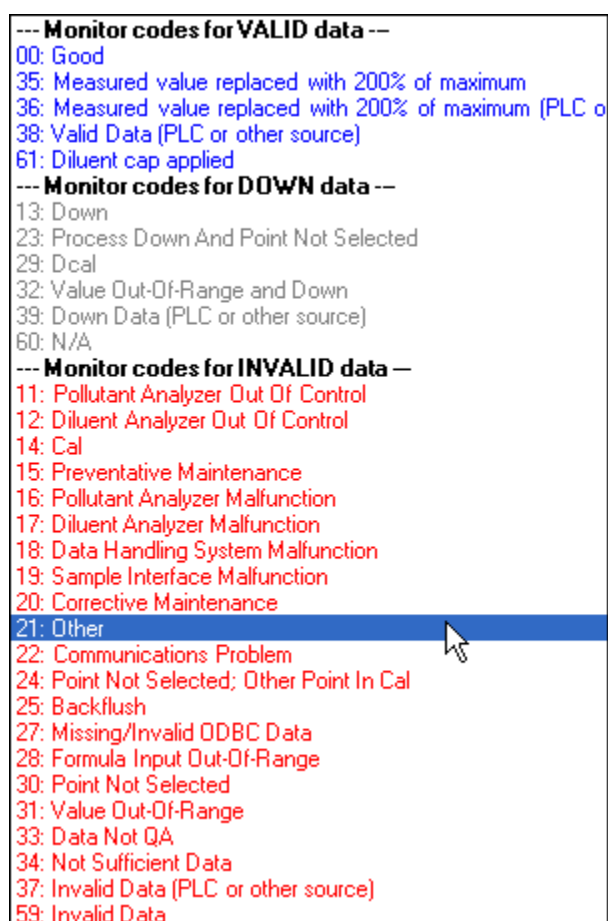 --- Monitor codes for VALID data ---
00: Good
35: Measured value replaced with 200% of maximum
36: Measured value replaced with 200% of maximum (PLC o
38: Valid Data (PLC or other source)
61: Diluent cap applied
--- Monitor codes for DOWN data ---
13: Down
23: Process Down And Point Not Selected
29: Dcal
32: Value Out-Of-Range and Down
39: Down Data (PLC or other source)
60: N/A
--- Monitor codes for INVALID data ---
11: Pollutant Analyzer Out Of Control
12: Diluent Analyzer Out Of Control
14: Cal
15: Preventative Maintenance
16: Pollutant Analyzer Malfunction
17: Diluent Analyzer Malfunction
18: Data Handling System Malfunction
19: Sample Interface Malfunction
20: Corrective Maintenance
21: Other
22: Communications Problem
24: Point Not Selected; Other Point In Cal
25: Backflush
27: Missing/Invalid ODBC Data
28: Formula Input Out-Of-Range
30: Point Not Selected
31: Value Out-Of-Range
33: Data Not QA
34: Not Sufficient Data
37: Invalid Data (PLC or other source)
59: Invalid Data